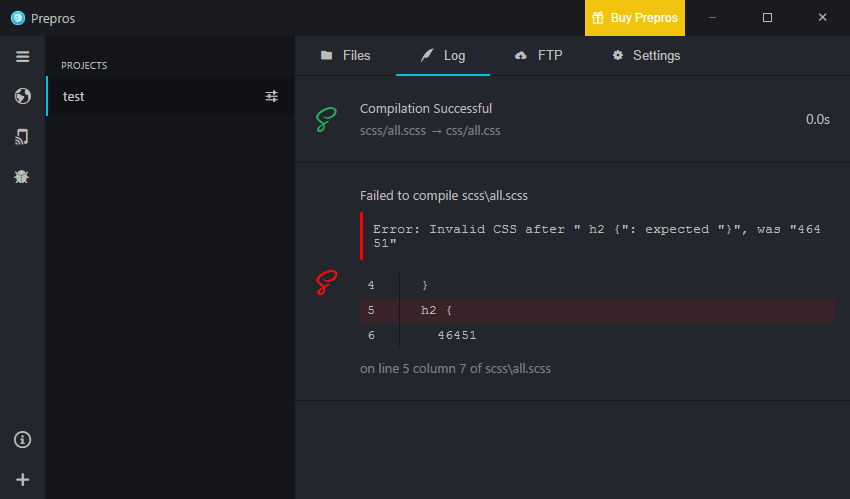 Prepros
Buy Prepros
PROJECTS
test
Files
Log
FTP
Settings
Compilation Successful
scss/all.scss → css/all.css
0.0s
Failed to compile scss\all.scss
Error: Invalid CSS after " h2 {": expected "}", was "464
51"
4 }
5 h2 {
6 46451
on line 5 column 7 of scss\all.scss